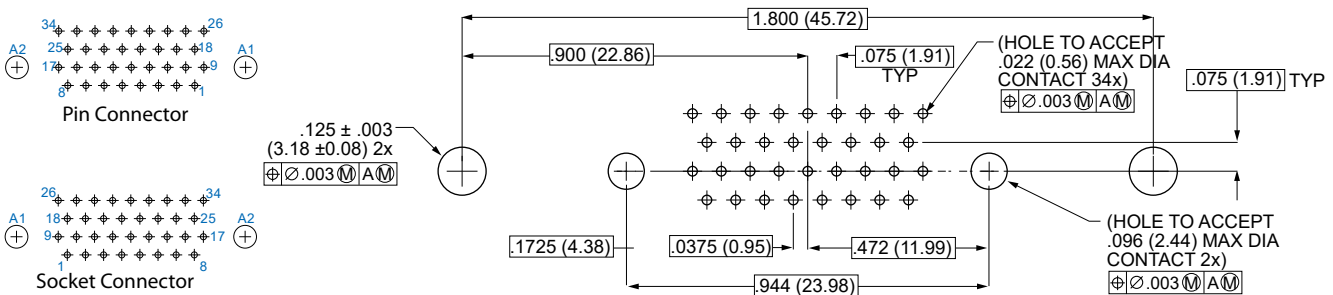 34 26
A2 25 18 A1
17 9
8 1
Pin Connector
26 34
A1 18 25 A2
9 17
1 8
Socket Connector
1.800 (45.72)
.900 (22.86)
.075 (1.91)
TYP
(HOLE TO ACCEPT
.022 (0.56) MAX DIA
CONTACT 34x)
⌖ ∅.003 Ⓜ A Ⓜ
.075 (1.91) TYP
.125 ± .003
(3.18 ±0.08) 2x
⌖ ∅.003 Ⓜ A Ⓜ
.1725 (4.38)
.0375 (0.95)
.472 (11.99)
.944 (23.98)
(HOLE TO ACCEPT
.096 (2.44) MAX DIA
CONTACT 2x)
⌖ ∅.003 Ⓜ A Ⓜ